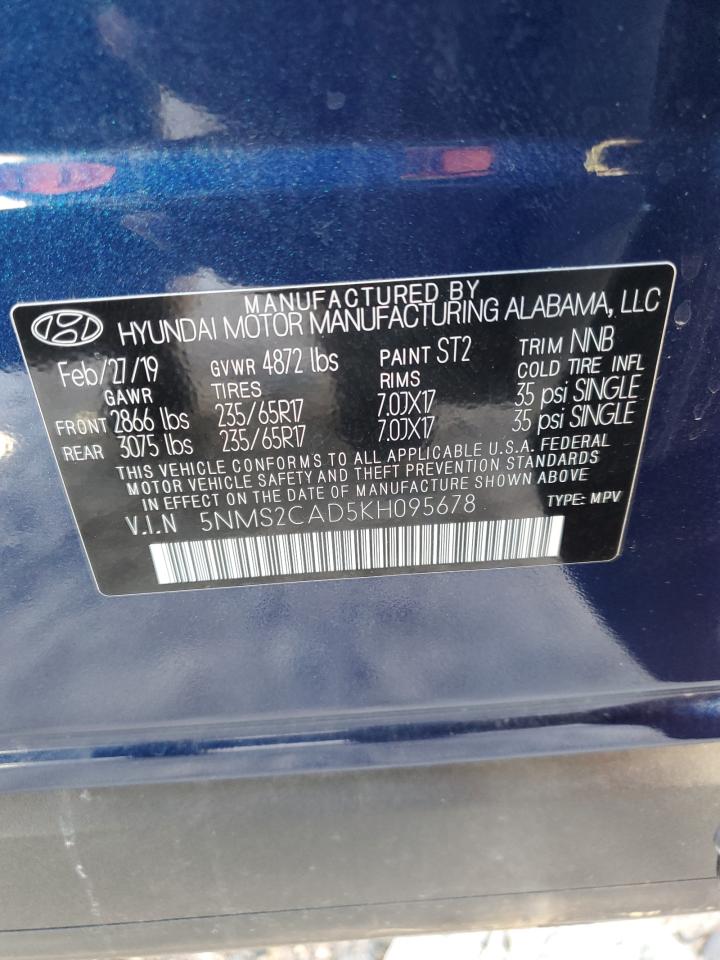 MANUFACTURED BY
HYUNDAI MOTOR MANUFACTURING ALABAMA, LLC
Feb/27/19 GVWR 4872 lbs PAINT ST2 TRIM NNB
GAWR TIRES RIMS COLD TIRE INFL
FRONT 2866 lbs 235/65R17 7.0JX17 35 psi SINGLE
REAR 3075 lbs 235/65R17 7.0JX17 35 psi SINGLE
THIS VEHICLE CONFORMS TO ALL APPLICABLE U.S.A. FEDERAL
MOTOR VEHICLE SAFETY AND THEFT PREVENTION STANDARDS
IN EFFECT ON THE DATE OF MANUFACTURE SHOWN ABOVE
V.I.N 5NMS2CAD5KH095678 TYPE: MPV